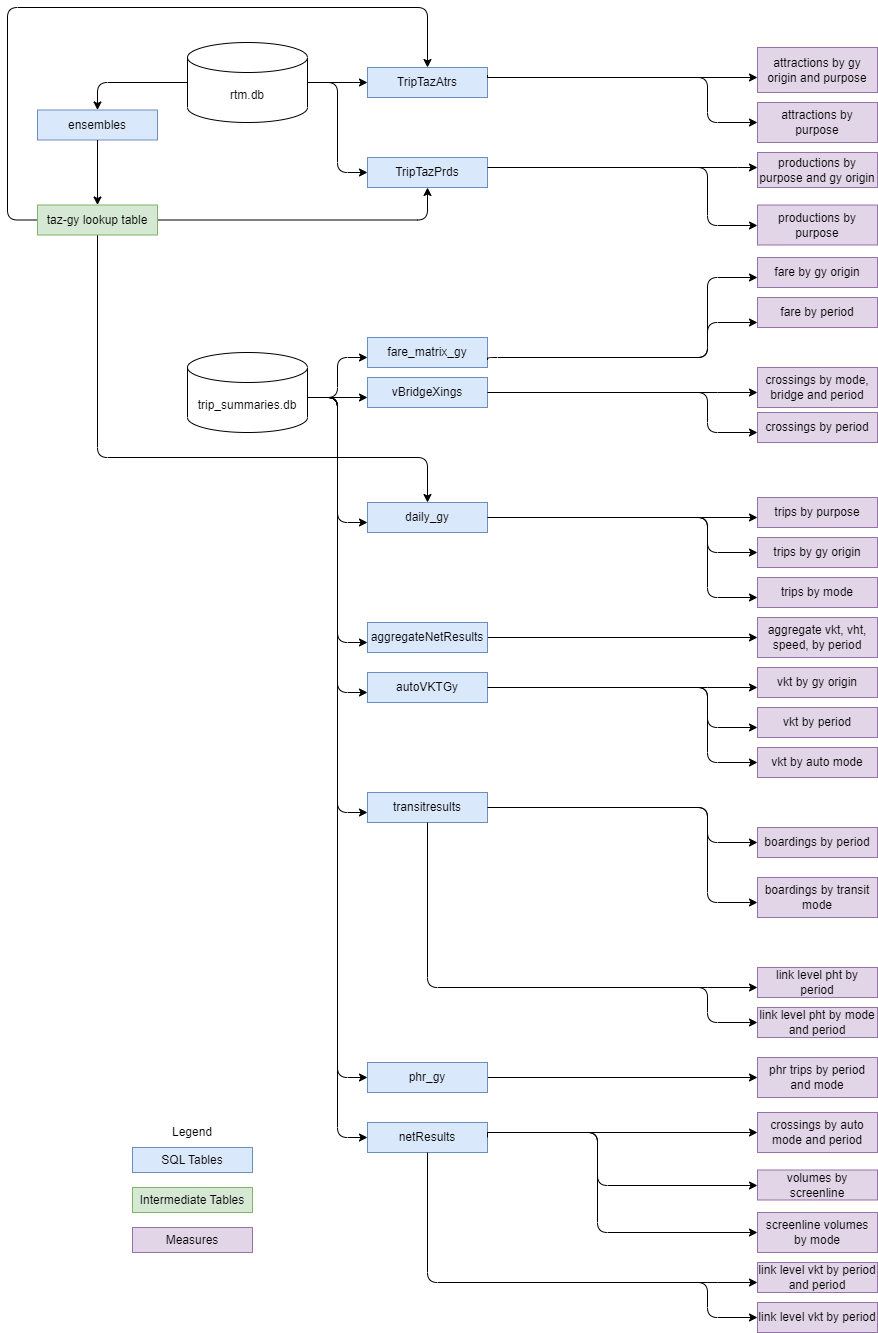 rtm.db
TripTazAtrs
attractions by gy
origin and purpose
ensembles
attractions by
purpose
TripTazPrds
productions by
purpose and gy origin
taz-gy lookup table
productions by
purpose
fare by gy origin
fare by period
fare_matrix_gy
trip_summaries.db
vBridgeXings
crossings by mode,
bridge and period
crossings by period
daily_gy
trips by purpose
trips by gy origin
trips by mode
aggregateNetResults
aggregate vkt, vht,
speed, by period
autoVKTGy
vkt by gy origin
vkt by period
vkt by auto mode
transitresults
boardings by period
boardings by transit
mode
link level pht by
period
link level pht by mode
and period
phr_gy
phr trips by period
and mode
netResults
crossings by auto
mode and period
volumes by
screenline
screenline volumes
by mode
link level vkt by period
and period
link level vkt by period
Legend
SQL Tables
Intermediate Tables
Measures